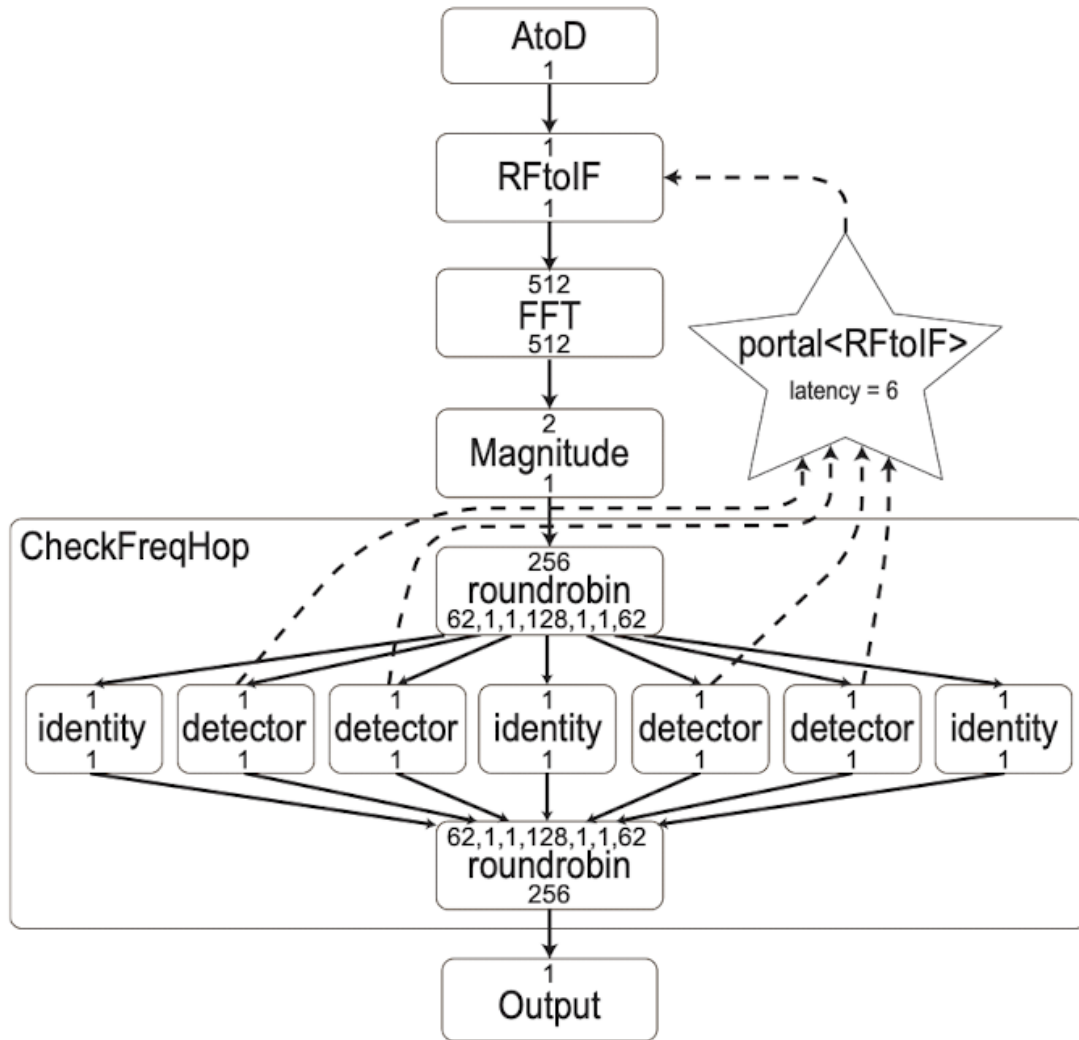 AtoD
1
1
RFtoIF
1
512
FFT
512
portal<RFtoIF>
latency = 6
2
Magnitude
1
CheckFreqHop
256
roundrobin
62,1,1,128,1,1,62
1 1 1 1 1 1 1
identity detector detector identity detector detector identity
1 1 1 1 1 1 1
62,1,1,128,1,1,62
roundrobin
256
1
Output